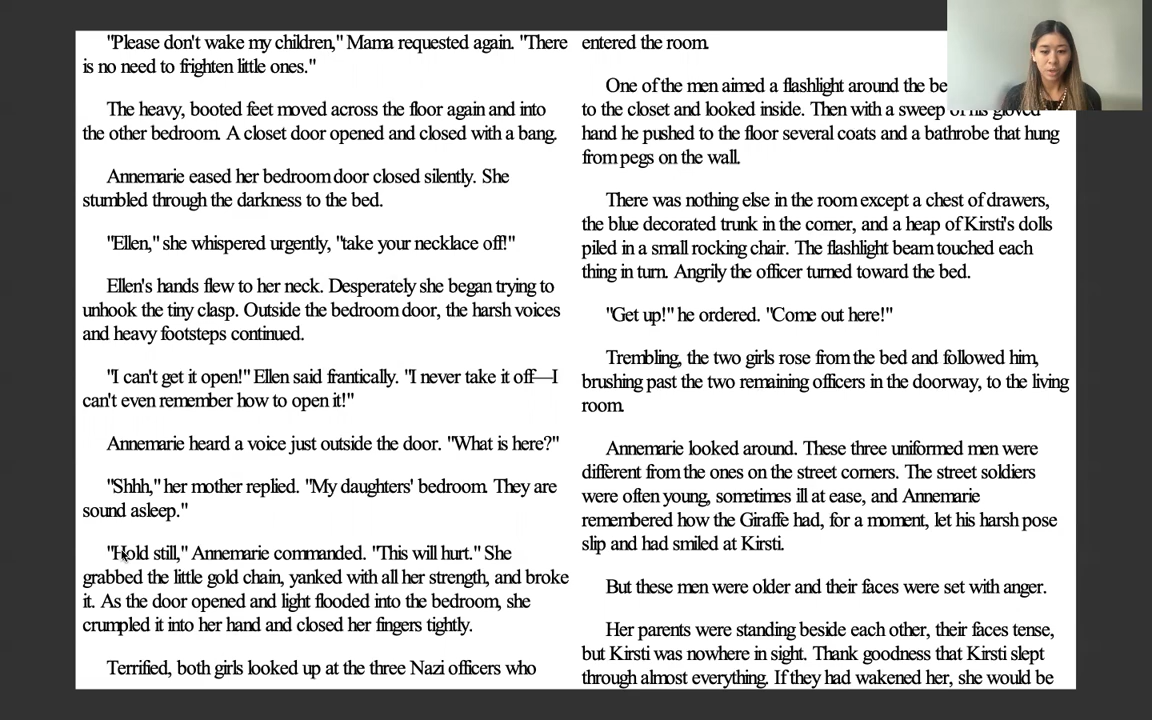 "Please don't wake my children," Mama requested again. "There
is no need to frighten little ones."
The heavy, booted feet moved across the floor again and into
the other bedroom. A closet door opened and closed with a bang.
Annemarie eased her bedroom door closed silently. She
stumbled through the darkness to the bed.
"Ellen," she whispered urgently, "take your necklace off!"
Ellen's hands flew to her neck. Desperately she began trying to
unhook the tiny clasp. Outside the bedroom door, the harsh voices
and heavy footsteps continued.
"I can't get it open!" Ellen said frantically. "I never take it off—I
can't even remember how to open it!"
Annemarie heard a voice just outside the door. "What is here?"
"Shhh," her mother replied. "My daughters' bedroom. They are
sound asleep."
"Hold still," Annemarie commanded. "This will hurt." She
grabbed the little gold chain, yanked with all her strength, and broke
it. As the door opened and light flooded into the bedroom, she
crumpled it into her hand and closed her fingers tightly.
Terrified, both girls looked up at the three Nazi officers who
entered the room.
One of the men aimed a flashlight around the
to the closet and looked inside. Then with a sweep of his gloved
hand he pushed to the floor several coats and a bathrobe that hung
from pegs on the wall.
There was nothing else in the room except a chest of drawers,
the blue decorated trunk in the corner, and a heap of Kirsti's dolls
piled in a small rocking chair. The flashlight beam touched each
thing in turn. Angrily the officer turned toward the bed.
"Get up!" he ordered. "Come out here!"
Trembling, the two girls rose from the bed and followed him,
brushing past the two remaining officers in the doorway, to the living
room.
Annemarie looked around. These three uniformed men were
different from the ones on the street corners. The street soldiers
were often young, sometimes ill at ease, and Annemarie
remembered how the Giraffe had, for a moment, let his harsh pose
slip and had smiled at Kirsti.
But these men were older and their faces were set with anger.
Her parents were standing beside each other, their faces tense,
but Kirsti was nowhere in sight. Thank goodness that Kirsti slept
through almost everything. If they had wakened her, she would be